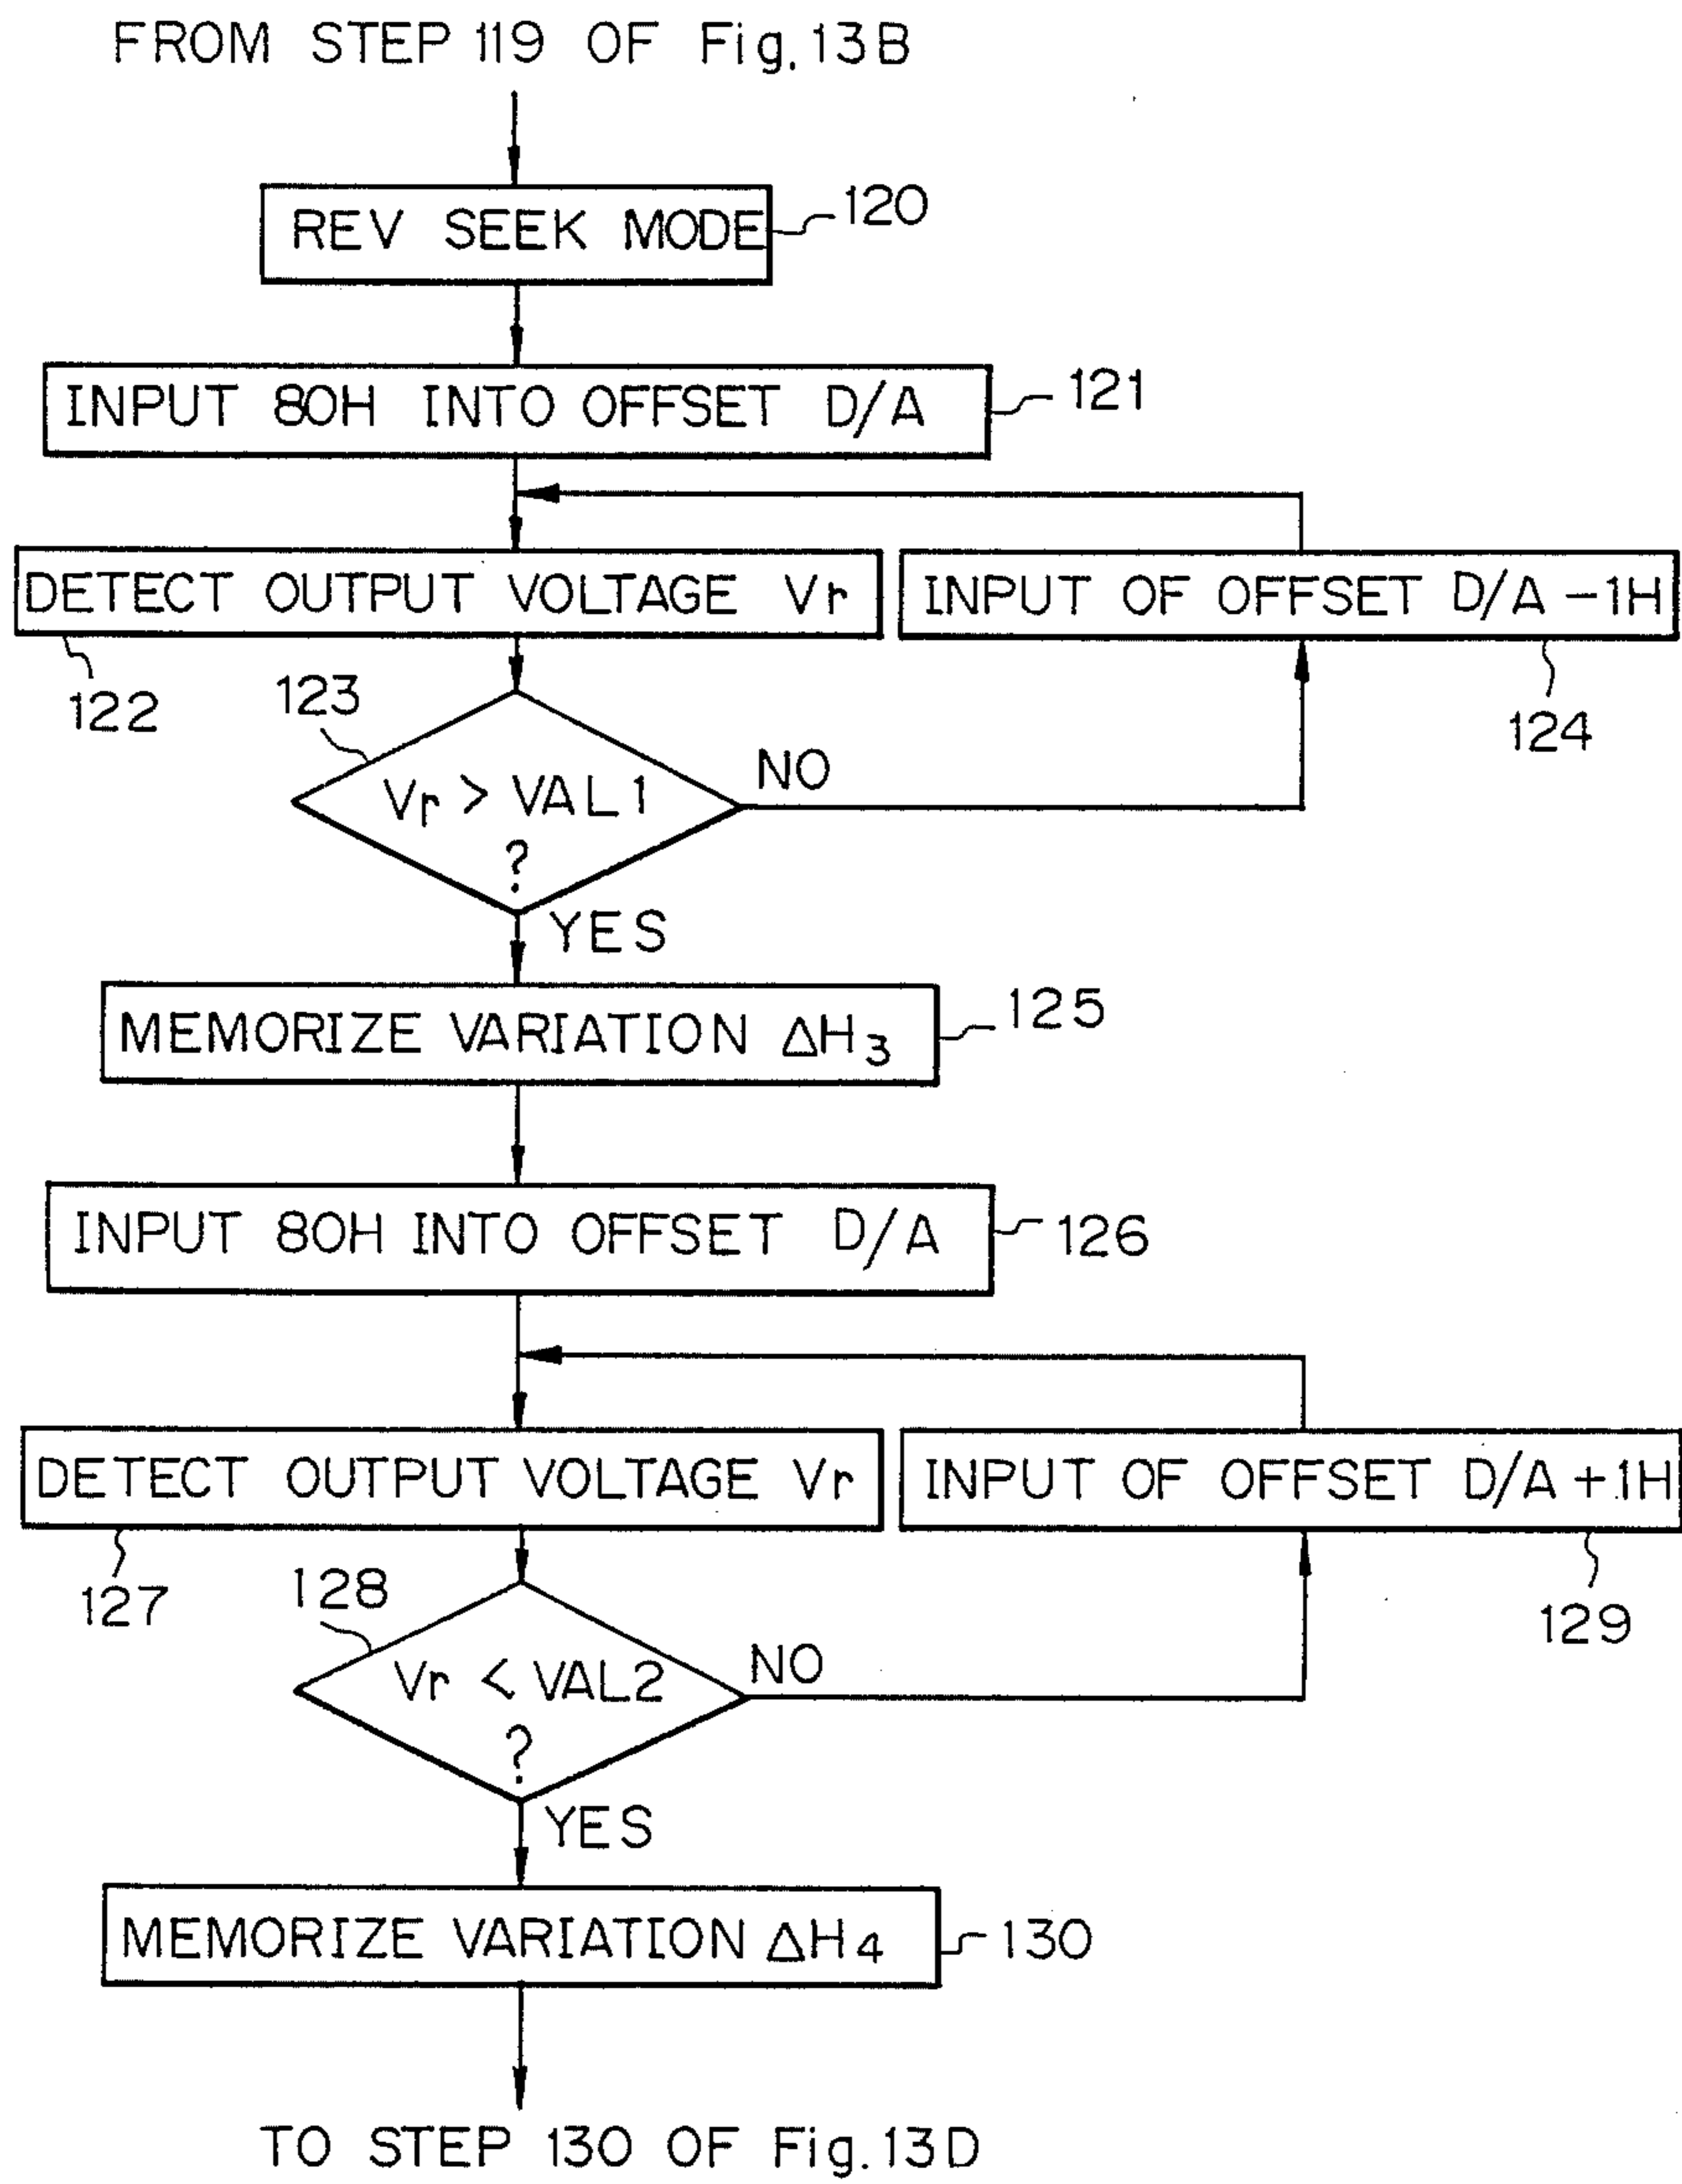 FROM STEP 119 OF Fig. 13B
REV SEEK MODE
120
INPUT 80H INTO OFFSET D/A
121
DETECT OUTPUT VOLTAGE Vr
122
INPUT OF OFFSET D/A -1H
124
123
Vr > VAL1
?
NO
YES
MEMORIZE VARIATION ΔH₃
125
INPUT 80H INTO OFFSET D/A
126
DETECT OUTPUT VOLTAGE Vr
127
INPUT OF OFFSET D/A +1H
129
128
Vr < VAL2
?
NO
YES
MEMORIZE VARIATION ΔH₄
130
TO STEP 130 OF Fig. 13D